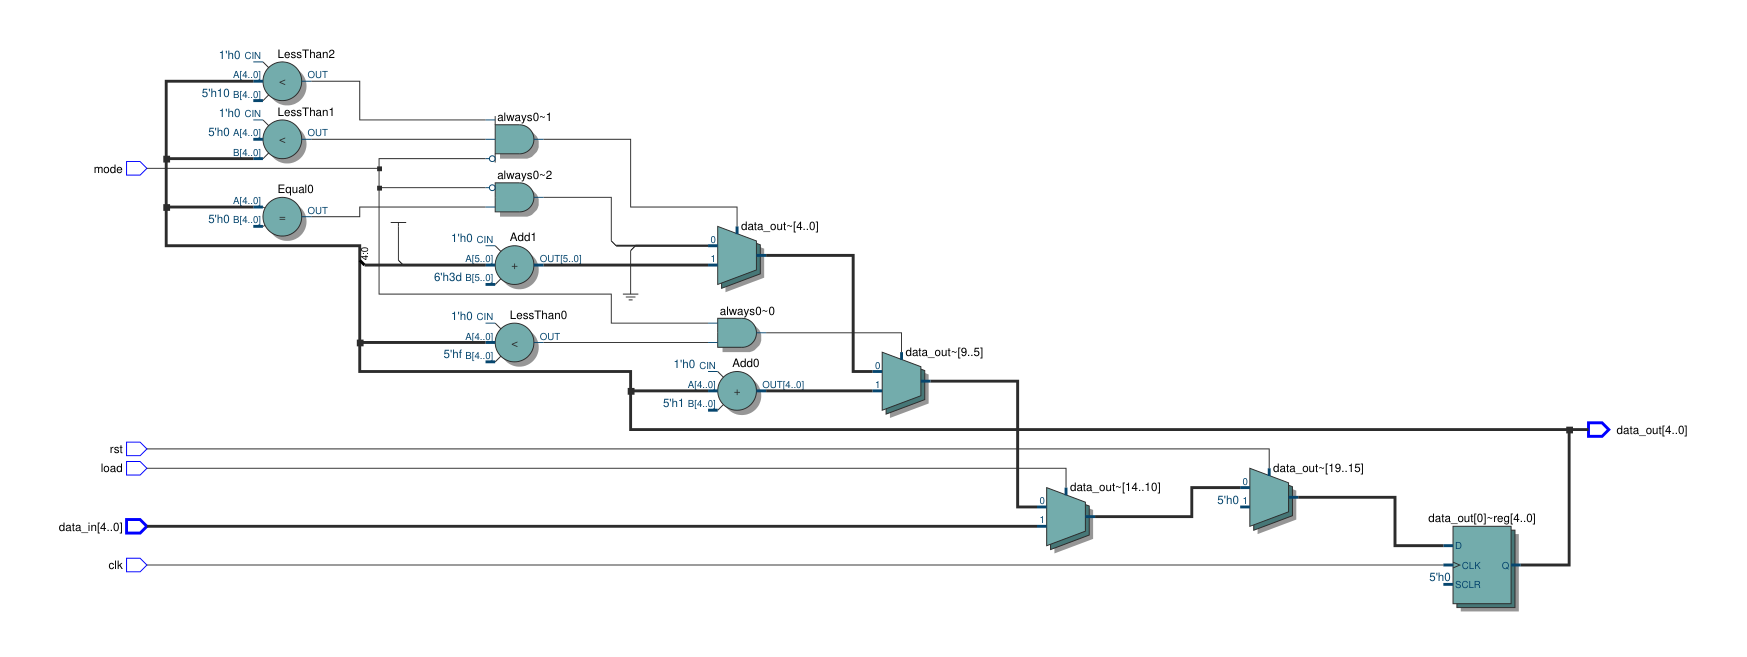 LessThan2
1'h0 CIN
A[4..0]
OUT
5'h10 B[4..0]
LessThan1
1'h0 CIN
5'h0 A[4..0]
OUT
B[4..0]
<
<
always0~1
mode
always0~2
Equal0
A[4..0]
OUT
5'h0 B[4..0]
=
data_out~[4..0]
0
1
Add1
1'h0 CIN
4:0
A[5..0]
OUT[5..0]
6'h3d B[5..0]
+
LessThan0
1'h0 CIN
A[4..0]
OUT
5'hf B[4..0]
<
always0~0
data_out~[9..5]
0
1
Add0
1'h0 CIN
A[4..0]
OUT[4..0]
5'h1 B[4..0]
+
data_out[4..0]
rst
load
data_out~[19..15]
0
5'h0 1
data_out~[14..10]
0
1
data_in[4..0]
data_out[0]~reg[4..0]
D
clk
CLK
Q
5'h0
SCLR